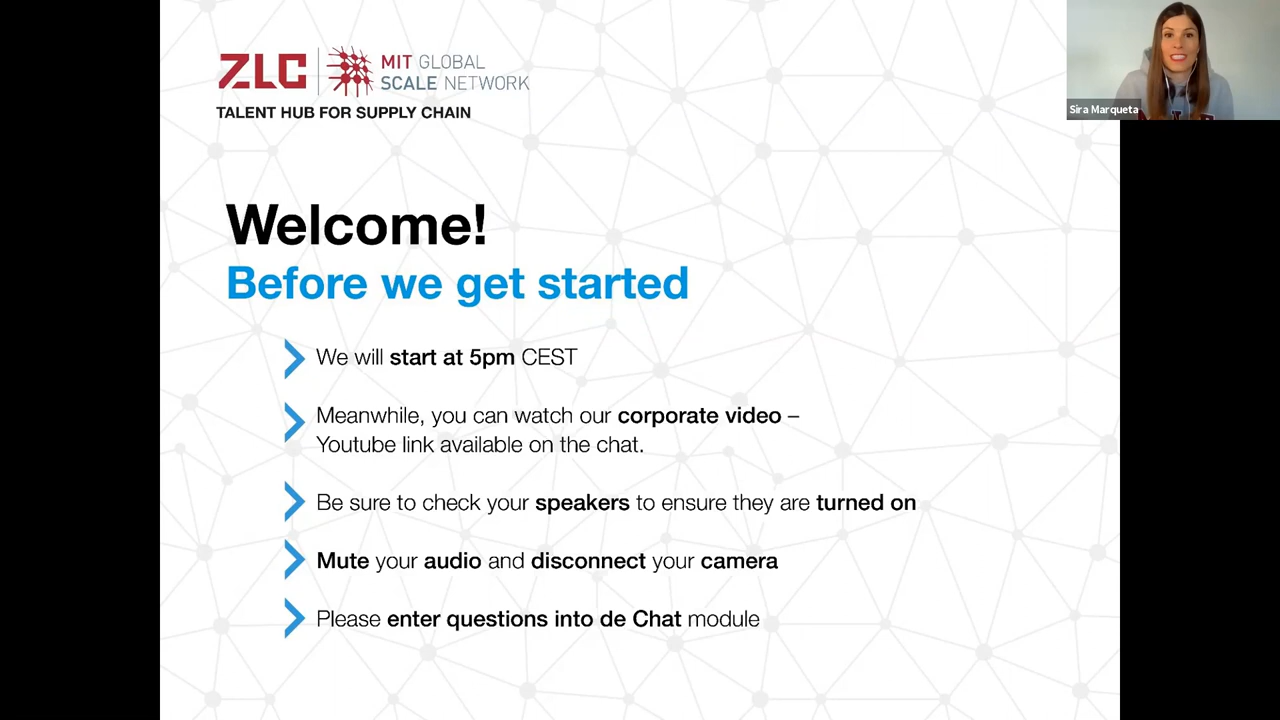 ZLC
MIT GLOBAL
SCALE NETWORK
TALENT HUB FOR SUPPLY CHAIN
Sira Marqueta
Welcome!
Before we get started
We will start at 5pm CEST
Meanwhile, you can watch our corporate video –
Youtube link available on the chat.
Be sure to check your speakers to ensure they are turned on
Mute your audio and disconnect your camera
Please enter questions into de Chat module